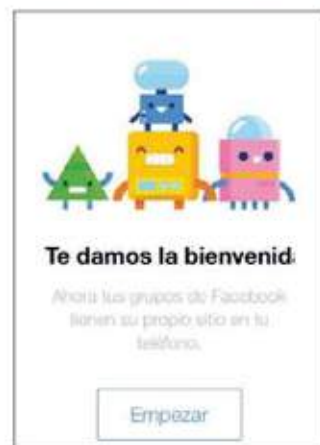 Te damos la bienvenid
Ahora tus grupos de Facebook
tienen su propio sitio en tu
teléfono.
Empezar